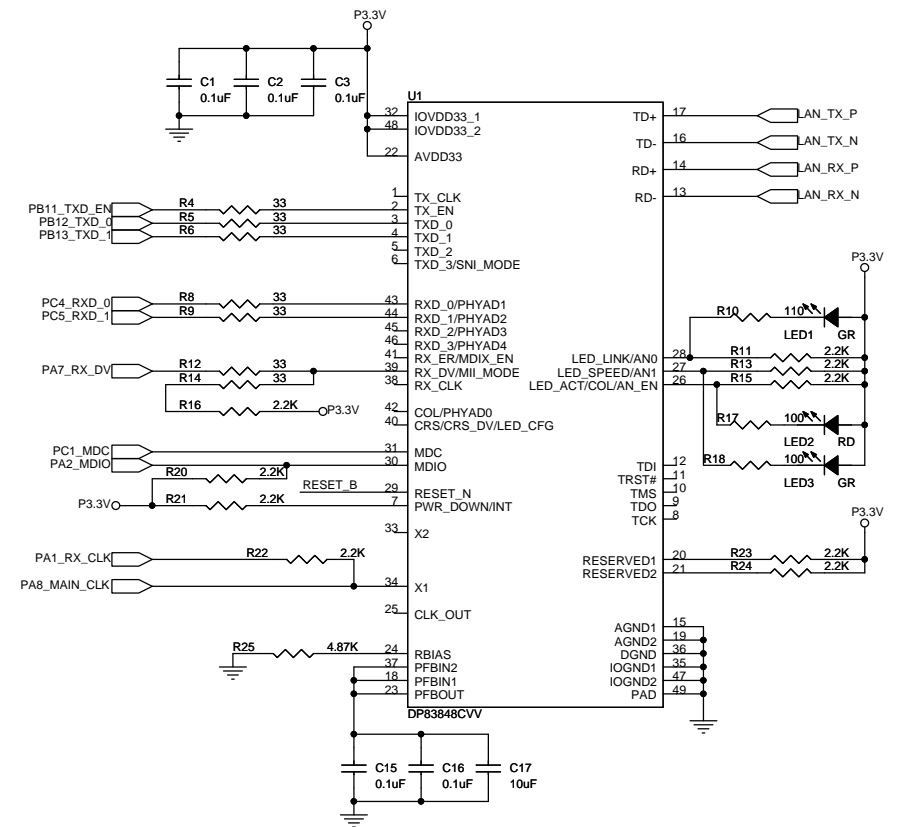 P3.3V
C1
0.1uF
C2
0.1uF
C3
0.1uF
U1
32 IOVDD33_1
48 IOVDD33_2
22 AVDD33
1 TX_CLK
PB11_TXD_EN R4 33 2 TX_EN
PB12_TXD_0 R5 33 3 TXD_0
PB13_TXD_1 R6 33 4 TXD_1
5 TXD_2
6 TXD_3/SNI_MODE
PC4_RXD_0 R8 33 43 RXD_0/PHYAD1
PC5_RXD_1 R9 33 44 RXD_1/PHYAD2
45 RXD_2/PHYAD3
46 RXD_3/PHYAD4
41 RX_ER/MDIX_EN
PA7_RX_DV R12 33 39 RX_DV/MII_MODE
R14 33 38 RX_CLK
R16 2.2K P3.3V
42 COL/PHYAD0
40 CRS/CRS_DV/LED_CFG
PC1_MDC 31 MDC
PA2_MDIO 30 MDIO
R20 2.2K
RESET_B 29 RESET_N
P3.3V R21 2.2K 7 PWR_DOWN/INT
33 X2
PA1_RX_CLK R22 2.2K
PA8_MAIN_CLK 34 X1
25 CLK_OUT
R25 4.87K 24 RBIAS
37 PFBIN2
18 PFBIN1
23 PFBOUT
DP83848CVV
C15
0.1uF
C16
0.1uF
C17
10uF
TD+ 17 LAN_TX_P
TD- 16 LAN_TX_N
RD+ 14 LAN_RX_P
RD- 13 LAN_RX_N
P3.3V
R10 110
LED1 GR
LED_LINK/AN0 28 R11 2.2K
LED_SPEED/AN1 27 R13 2.2K
LED_ACT/COL/AN_EN 26 R15 2.2K
R17 100
LED2 RD
R18 100
LED3 GR
TDI 12
TRST# 11
TMS 10
TDO 9
TCK 8
P3.3V
RESERVED1 20 R23 2.2K
RESERVED2 21 R24 2.2K
AGND1 15
AGND2 19
DGND 36
IOGND1 35
IOGND2 47
PAD 49